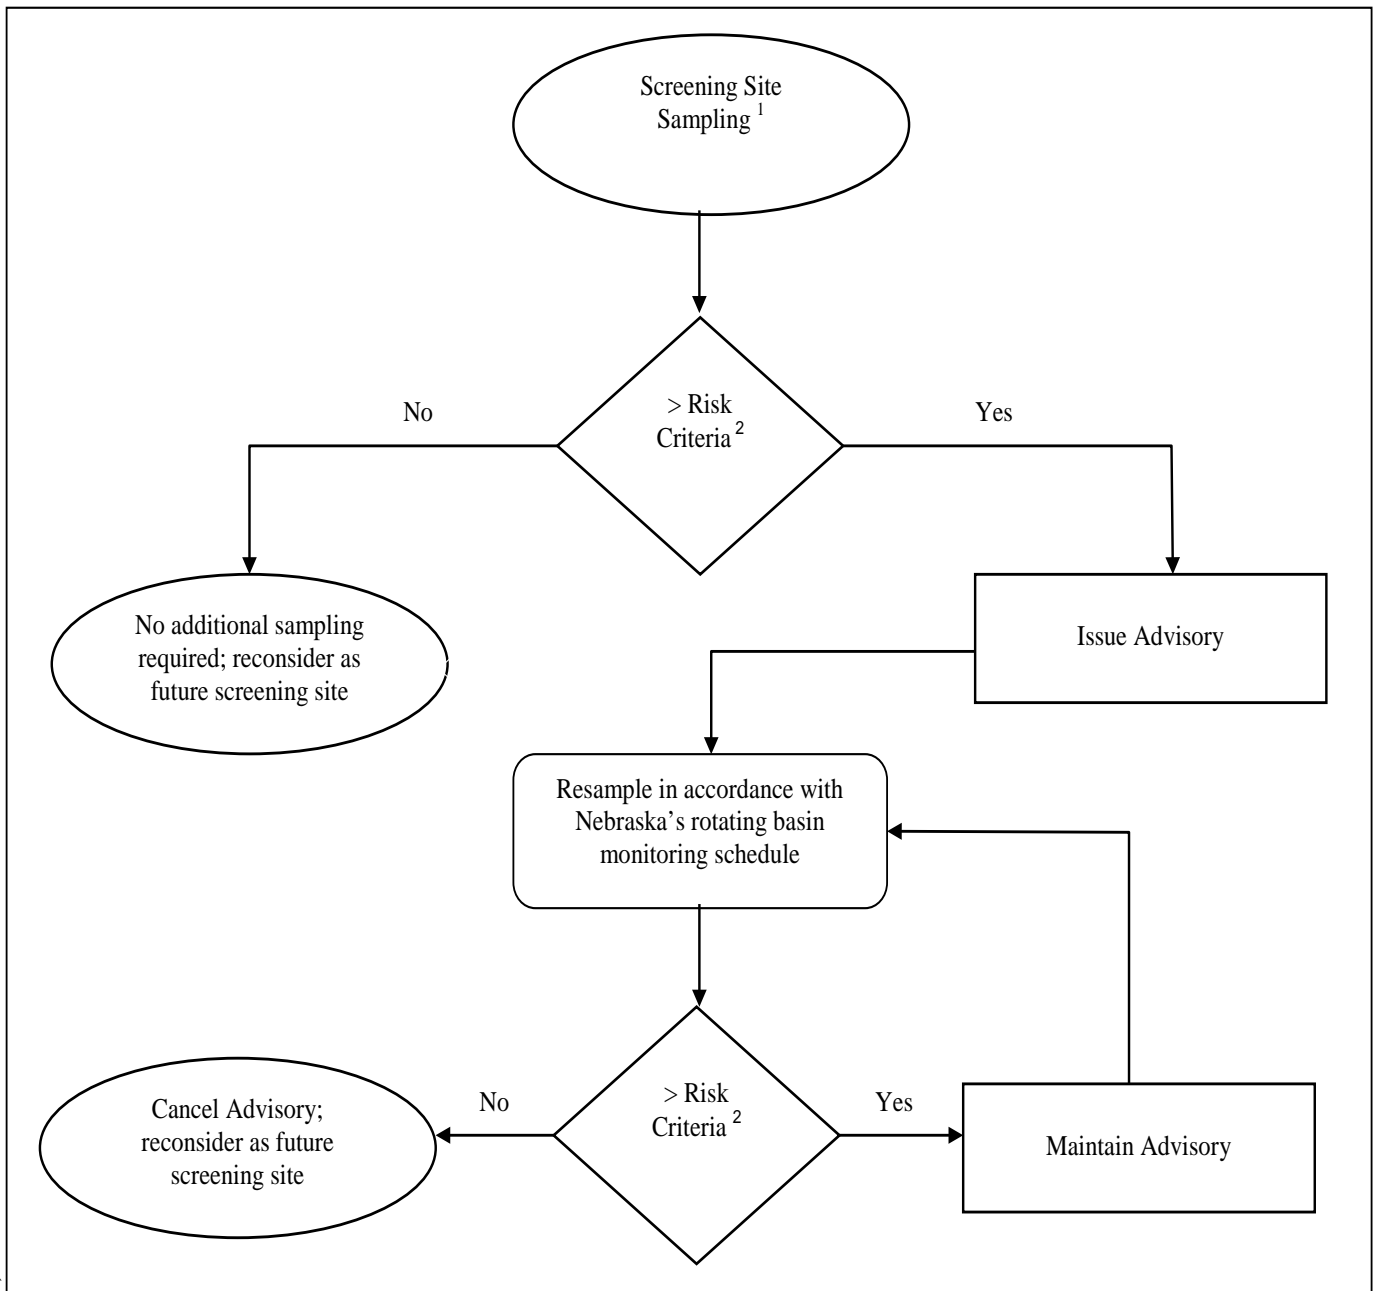 Screening Site
Sampling 1
> Risk
Criteria 2
No
Yes
No additional sampling
required; reconsider as
future screening site
Issue Advisory
Resample in accordance with
Nebraska’s rotating basin
monitoring schedule
> Risk
Criteria 2
No
Yes
Cancel Advisory;
reconsider as future
screening site
Maintain Advisory